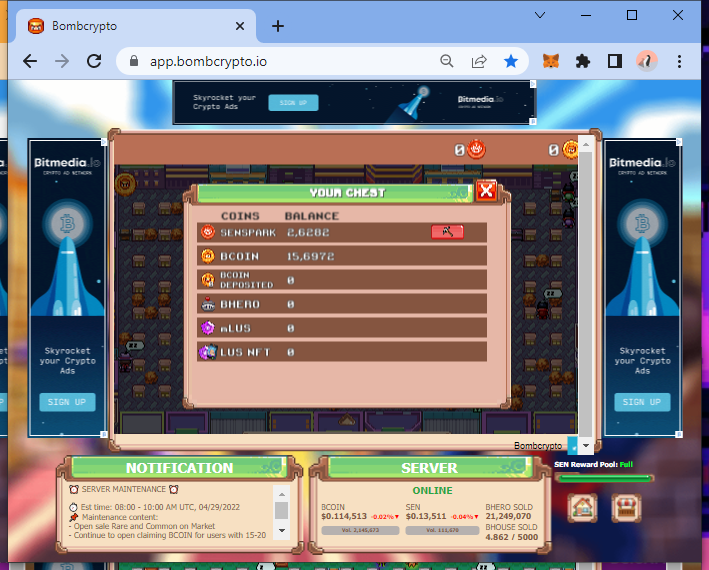 Bombcrypto
app.bombcrypto.io
Skyrocket your
Crypto Ads
SIGN UP
Bitmedia.io
Bitmedia.io
CRYPTO AD NETWORK
Skyrocket
your Crypto
Ads
SIGN UP
0
0
YOUR CHEST
COINS BALANCE
SENSPARK 2,6282
BCOIN 15,6972
BCOIN
DEPOSITED 0
BHERO 0
mLUS 0
LUS NFT 0
Bitmedia.io
CRYPTO AD NETWORK
Skyrocket
your Crypto
Ads
SIGN UP
Bombcrypto
NOTIFICATION
SERVER MAINTENANCE
Est time: 08:00 - 10:00 AM UTC, 04/29/2022
Maintenance content:
- Open sale Rare and Common on Market
- Continue to open claiming BCOIN for users with 15-20
SERVER
ONLINE
BCOIN
$0.114,513 -0.02%▼
Vol. 2,145,673
SEN
$0.13,511 -0.04%▼
BHERO SOLD
21,249,070
BHOUSE SOLD
4.862 / 5000
SEN Reward Pool: Full